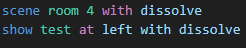 scene room 4 with dissolve
show test at left with dissolve